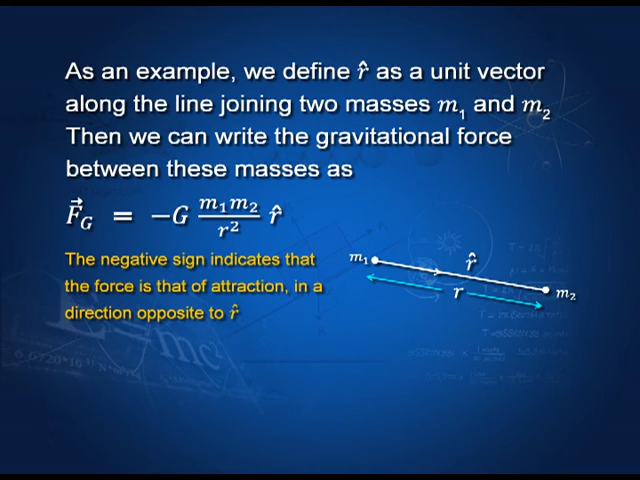 As an example, we define r̂ as a unit vector
along the line joining two masses m₁ and m₂
Then we can write the gravitational force
between these masses as
F⃗_G = −G m₁m₂/r² r̂
The negative sign indicates that
the force is that of attraction, in a
direction opposite to r̂
m₁ r̂
r m₂